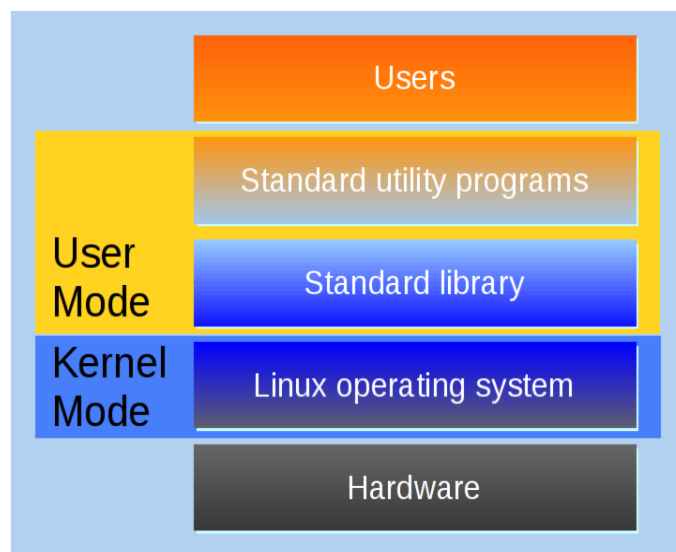 Users
Standard utility programs
User
Mode
Standard library
Kernel
Mode
Linux operating system
Hardware